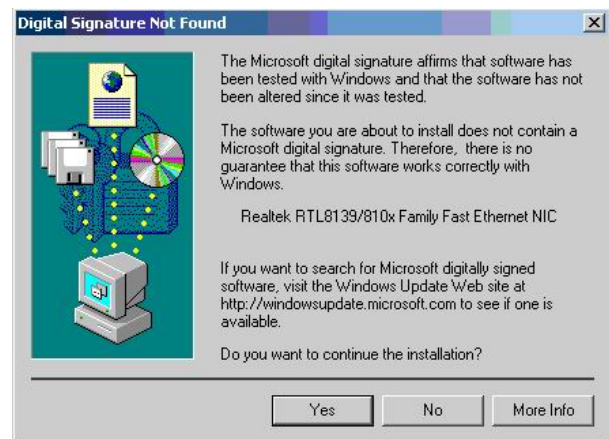 Digital Signature Not Found
The Microsoft digital signature affirms that software has
been tested with Windows and that the software has not
been altered since it was tested.
The software you are about to install does not contain a
Microsoft digital signature. Therefore, there is no
guarantee that this software works correctly with
Windows.
Realtek RTL8139/810x Family Fast Ethernet NIC
If you want to search for Microsoft digitally signed
software, visit the Windows Update Web site at
http://windowsupdate.microsoft.com to see if one is
available.
Do you want to continue the installation?
Yes
No
More Info